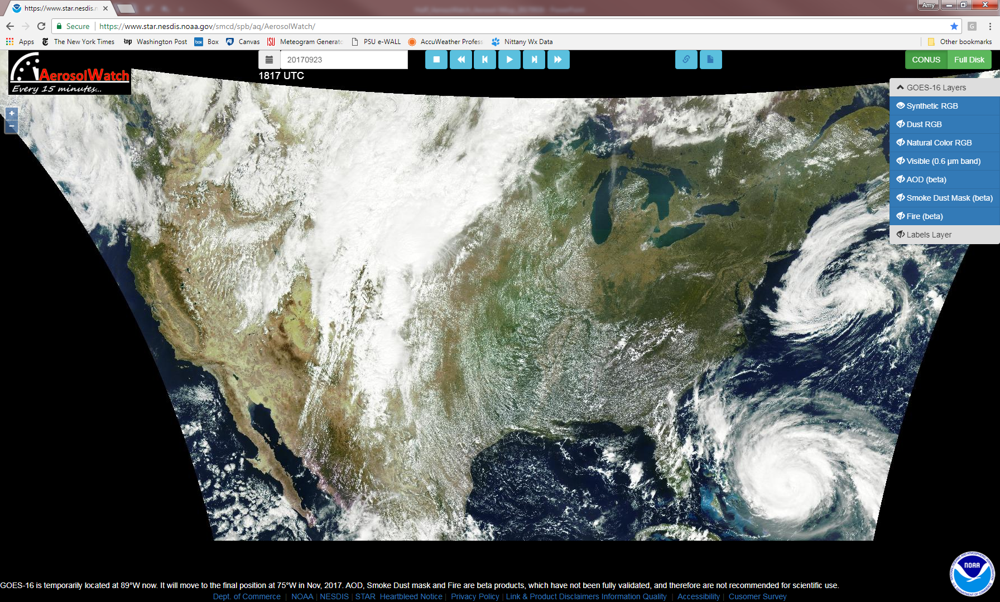 https://www.star.nesdis.n
Amy
Secure https://www.star.nesdis.noaa.gov/smcd/spb/aq/AerosolWatch/
G
Apps The New York Times Washington Post Box Canvas Meteogram Generato PSU e-WALL AccuWeather Profess Nittany Wx Data Other bookmarks
AerosolWatch
Every 15 minutes...
20170923
1817 UTC
CONUS Full Disk
GOES-16 Layers
Synthetic RGB
Dust RGB
Natural Color RGB
Visible (0.6 µm band)
AOD (beta)
Smoke Dust Mask (beta)
Fire (beta)
Labels Layer
+
−
NOAA
GOES-16 is temporarily located at 89°W now. It will move to the final position at 75°W in Nov, 2017. AOD, Smoke Dust mask and Fire are beta products, which have not been fully validated, and therefore are not recommended for scientific use.
Dept. of Commerce | NOAA | NESDIS | STAR Heartbleed Notice | Privacy Policy | Link & Product Disclaimers Information Quality | Accessibility | Cusomer Survey